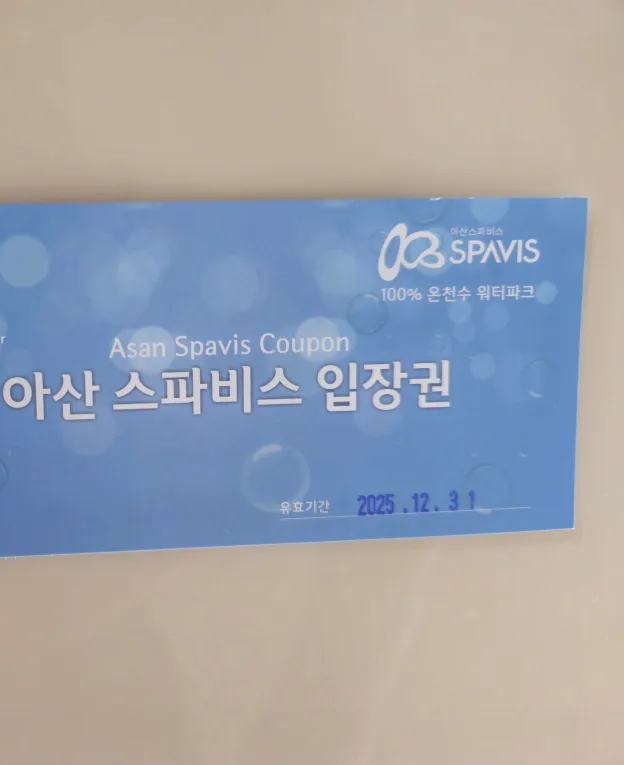 아산스파비스
SPAVIS
100% 온천수 워터파크
r
Asan Spavis Coupon
아산 스파비스 입장권
유효기간 2025.12.31